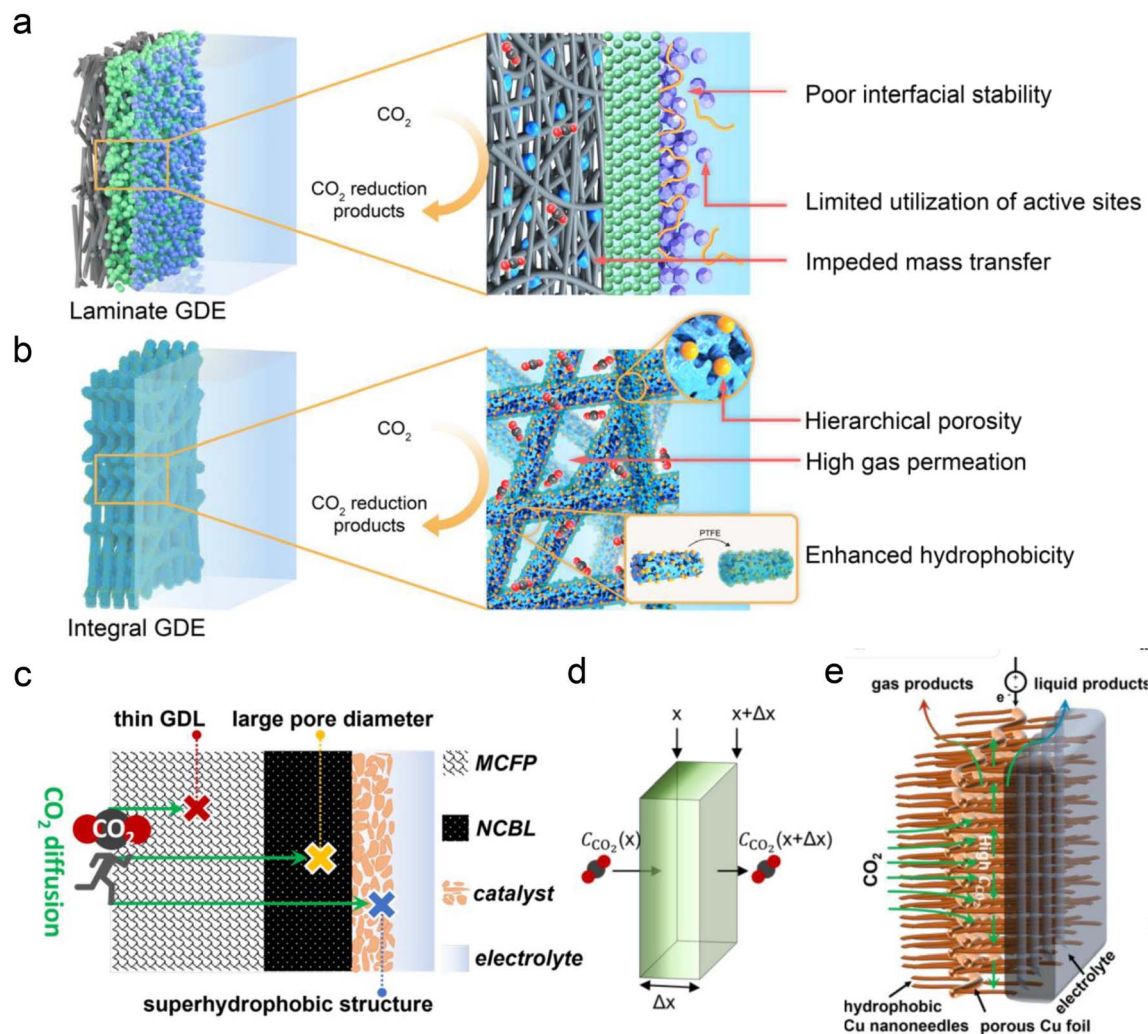 a
CO₂
CO₂ reduction
products
Poor interfacial stability
Limited utilization of active sites
Impeded mass transfer
Laminate GDE
b
CO₂
CO₂ reduction
products
Hierarchical porosity
High gas permeation
PTFE
Enhanced hydrophobicity
Integral GDE
c
thin GDL
large pore diameter
CO₂ diffusion
CO₂
MCFP
NCBL
catalyst
electrolyte
superhydrophobic structure
d
x
x+Δx
C_CO₂(x)
C_CO₂(x+Δx)
Δx
e
gas products
e⁻
+
-
liquid products
CO₂
High C_CO₂
electrolyte
hydrophobic
Cu nanoneedles
porous Cu foil